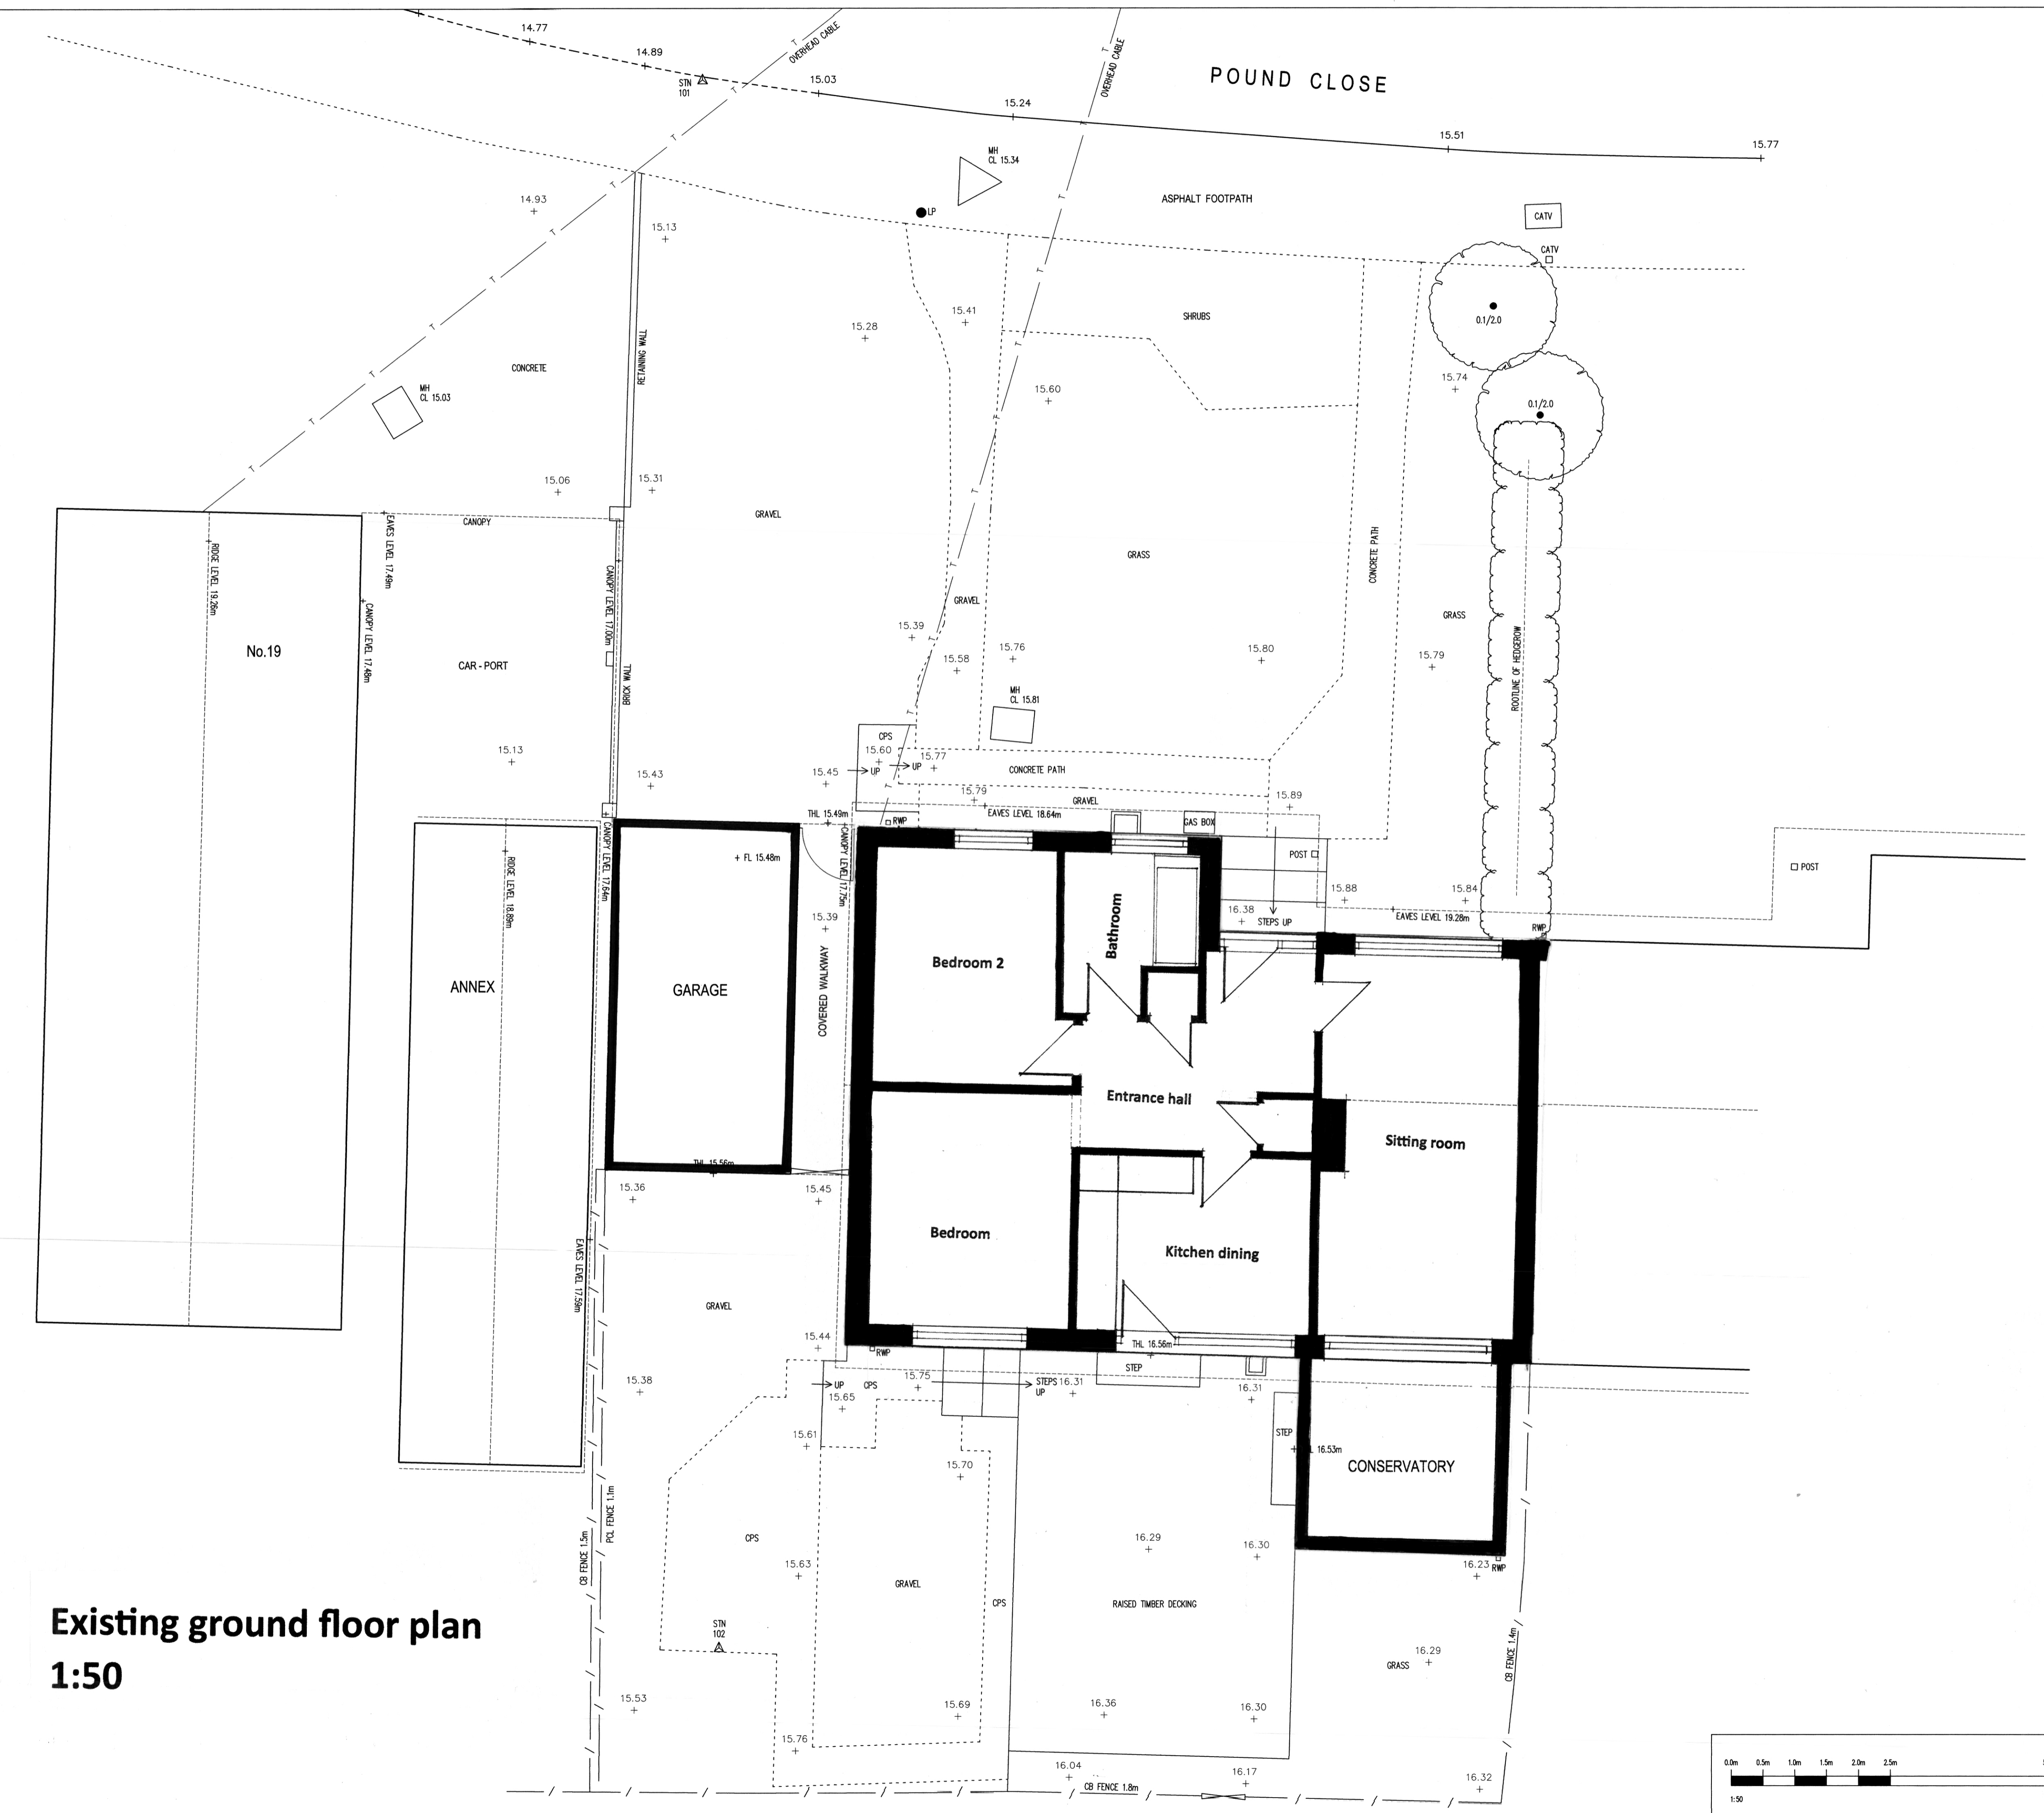 14.77
14.89
STN
101
15.03
OVERHEAD CABLE
OVERHEAD CABLE
POUND CLOSE
15.24
15.51
15.77
MH
CL 15.34
ASPHALT FOOTPATH
LP
CATV
CATV
14.93
15.13
15.28
15.41
SHRUBS
0.1/2.0
RETAINING WALL
CONCRETE
MH
CL 15.03
15.60
15.74
0.1/2.0
15.06
15.31
GRAVEL
CANOPY
EAVES LEVEL 17.49m
RIDGE LEVEL 19.26m
CANOPY LEVEL 17.00m
CANOPY LEVEL 17.48m
GRASS
CONCRETE PATH
GRAVEL
GRASS
ROOTLINE OF HEDGEROW
No.19
CAR-PORT
BRICK WALL
15.39
15.58
15.76
15.80
15.79
MH
CL 15.81
15.13
15.43
15.45
CPS
15.60
UP
UP
15.77
CONCRETE PATH
15.79
GRAVEL
15.89
THL 15.49m
RWP
EAVES LEVEL 18.64m
GAS BOX
POST
POST
CANOPY LEVEL 17.64m
RIDGE LEVEL 18.89m
FL 15.48m
CANOPY LEVEL 17.75m
15.39
COVERED WALKWAY
16.38
STEPS UP
15.88
15.84
EAVES LEVEL 19.28m
RWP
ANNEX
GARAGE
Bedroom 2
Bathroom
Entrance hall
Sitting room
THL 15.56m
15.36
15.45
Bedroom
Kitchen dining
EAVES LEVEL 17.59m
GRAVEL
15.44
RWP
THL 16.56m
STEP
15.38
UP
CPS
15.65
15.75
STEPS
UP
16.31
16.31
15.61
15.70
STEP
16.53m
CONSERVATORY
PCL FENCE 1.1m
CB FENCE 1.5m
CPS
15.63
GRAVEL
CPS
16.29
16.30
16.23
RWP
RAISED TIMBER DECKING
STN
102
GRASS
16.29
CB FENCE 1.4m
Existing ground floor plan
1:50
15.53
15.69
15.76
16.36
16.30
16.04
CB FENCE 1.8m
16.17
16.32
0.0m 0.5m 1.0m 1.5m 2.0m 2.5m
1:50